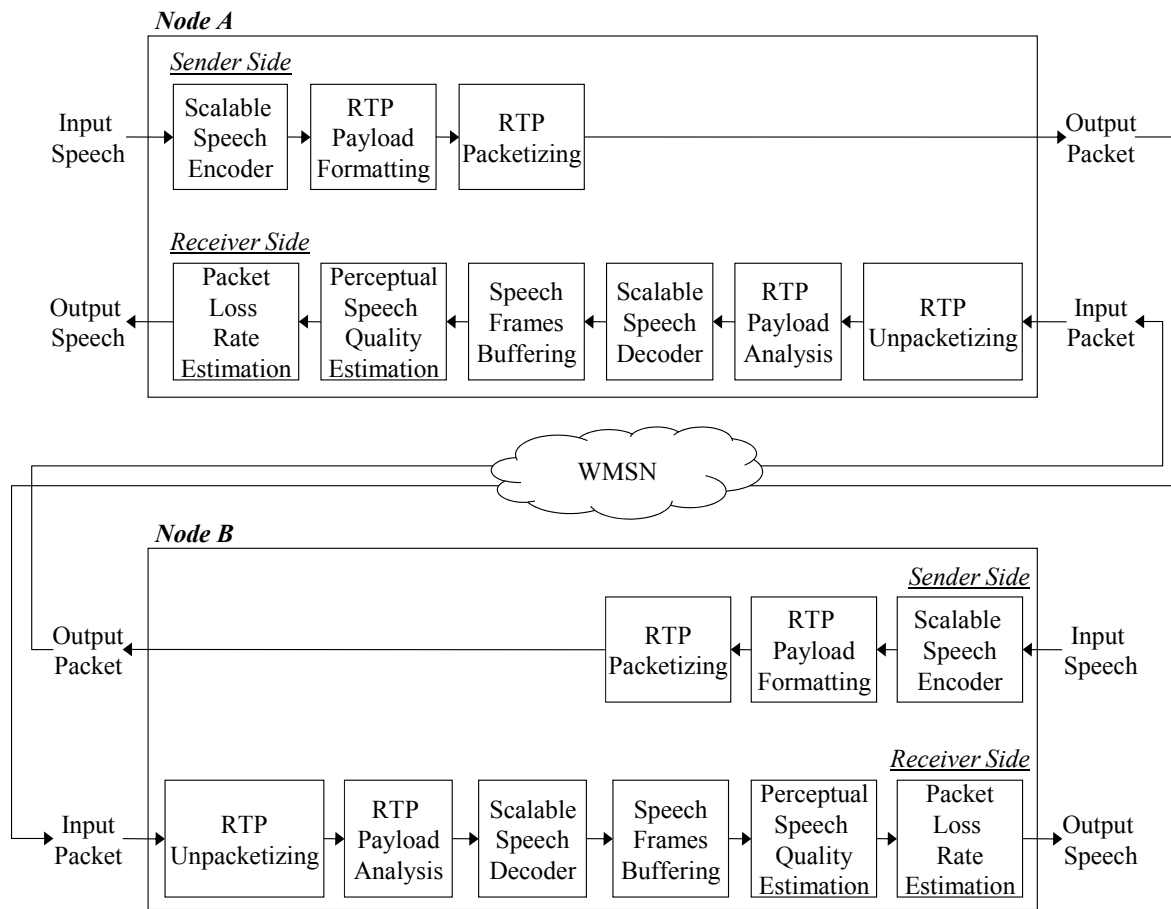 Node A
Sender Side
Input
Speech
Scalable
Speech
Encoder
RTP
Payload
Formatting
RTP
Packetizing
Output
Packet
Receiver Side
Output
Speech
Packet
Loss
Rate
Estimation
Perceptual
Speech
Quality
Estimation
Speech
Frames
Buffering
Scalable
Speech
Decoder
RTP
Payload
Analysis
RTP
Unpacketizing
Input
Packet
WMSN
Node B
Sender Side
Output
Packet
RTP
Packetizing
RTP
Payload
Formatting
Scalable
Speech
Encoder
Input
Speech
Receiver Side
Input
Packet
RTP
Unpacketizing
RTP
Payload
Analysis
Scalable
Speech
Decoder
Speech
Frames
Buffering
Perceptual
Speech
Quality
Estimation
Packet
Loss
Rate
Estimation
Output
Speech